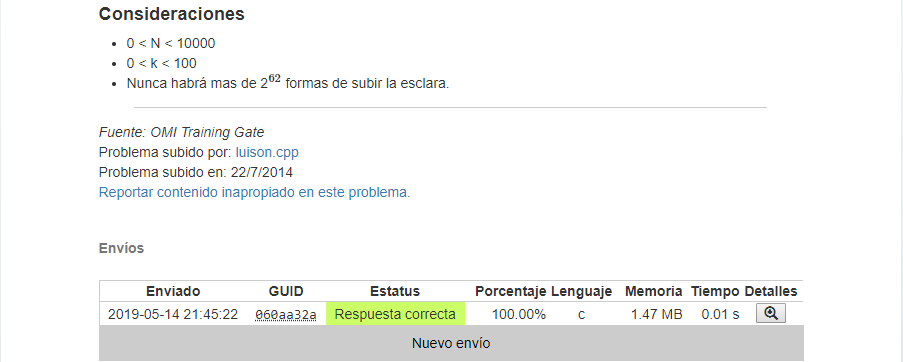 Consideraciones
0 < N < 10000
0 < k < 100
Nunca habrá mas de 2^62 formas de subir la esclara.
Fuente: OMI Training Gate
Problema subido por: luison.cpp
Problema subido en: 22/7/2014
Reportar contenido inapropiado en este problema.
Envíos
Enviado GUID Estatus Porcentaje Lenguaje Memoria Tiempo Detalles
2019-05-14 21:45:22 060aa32a Respuesta correcta 100.00% c 1.47 MB 0.01 s
Nuevo envío